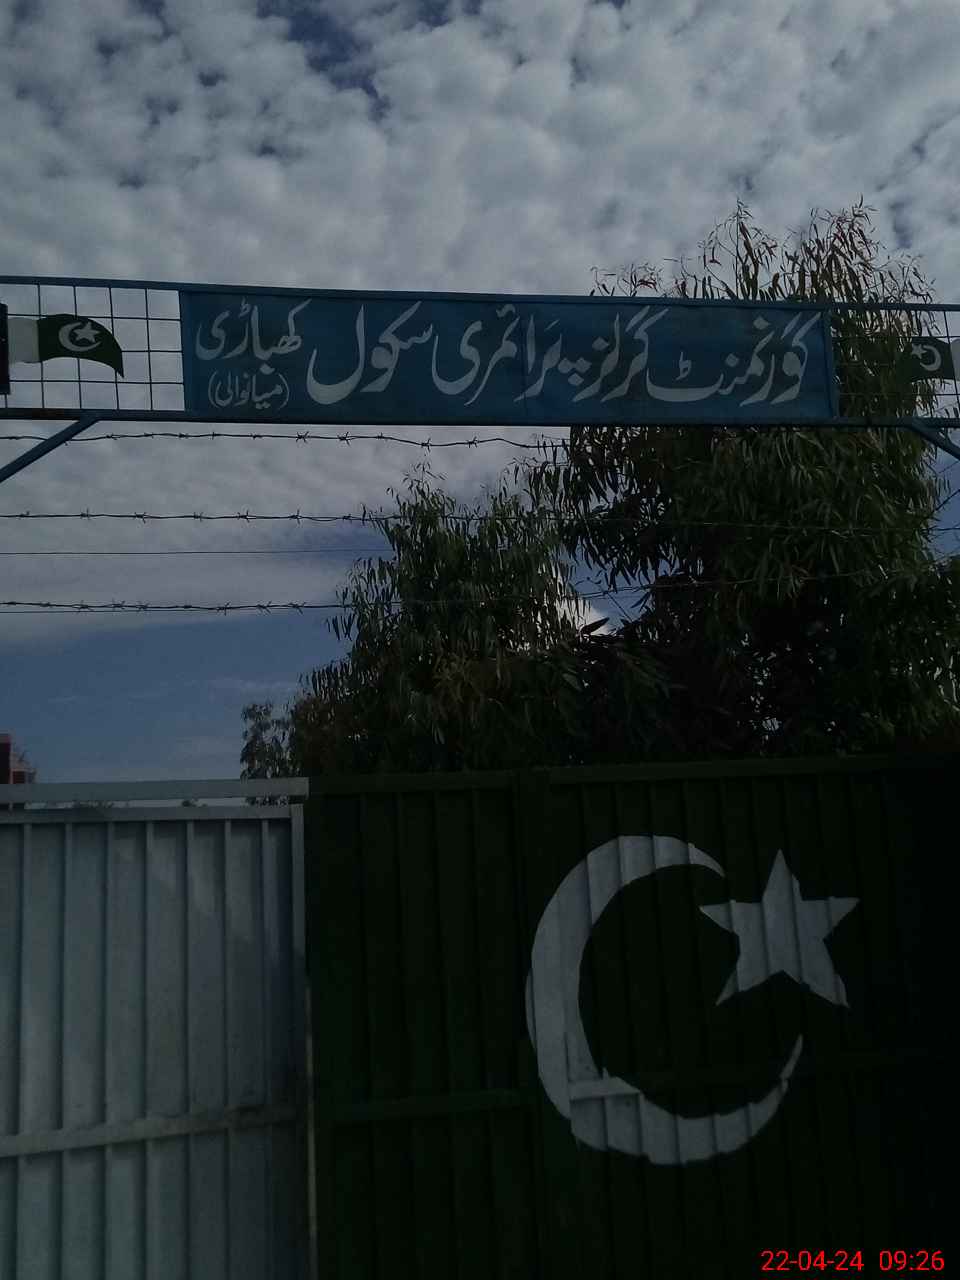 گورنمنٹ گرلز پرائمری سکول کھباڑی
(میانوالی)
22-04-24 09:26